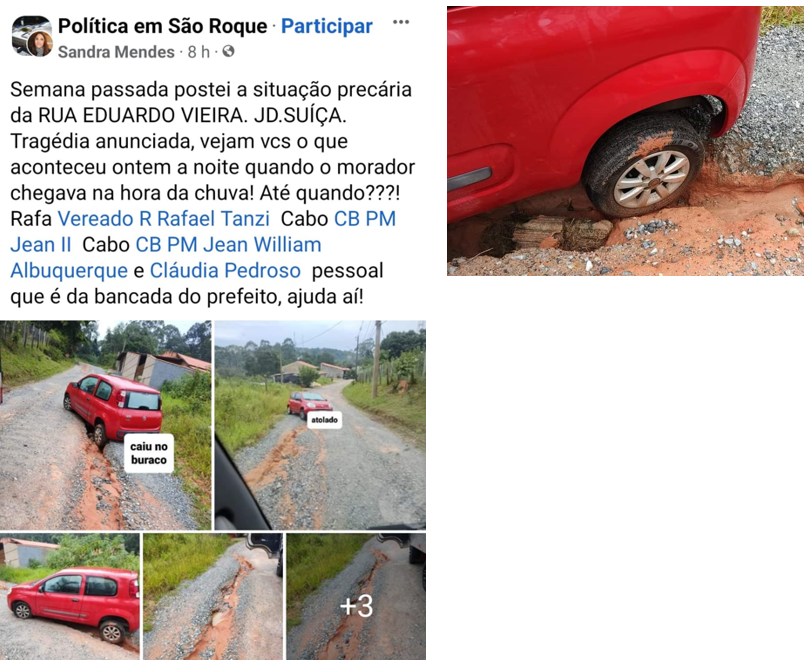 Política em São Roque · Participar
Sandra Mendes · 8 h ·
Semana passada postei a situação precária
da RUA EDUARDO VIEIRA. JD.SUÍÇA.
Tragédia anunciada, vejam vcs o que
aconteceu ontem a noite quando o morador
chegava na hora da chuva! Até quando???!
Rafa Vereado R Rafael Tanzi Cabo CB PM
Jean II Cabo CB PM Jean William
Albuquerque e Cláudia Pedroso pessoal
que é da bancada do prefeito, ajuda aí!
caiu no
buraco
atolado
+3